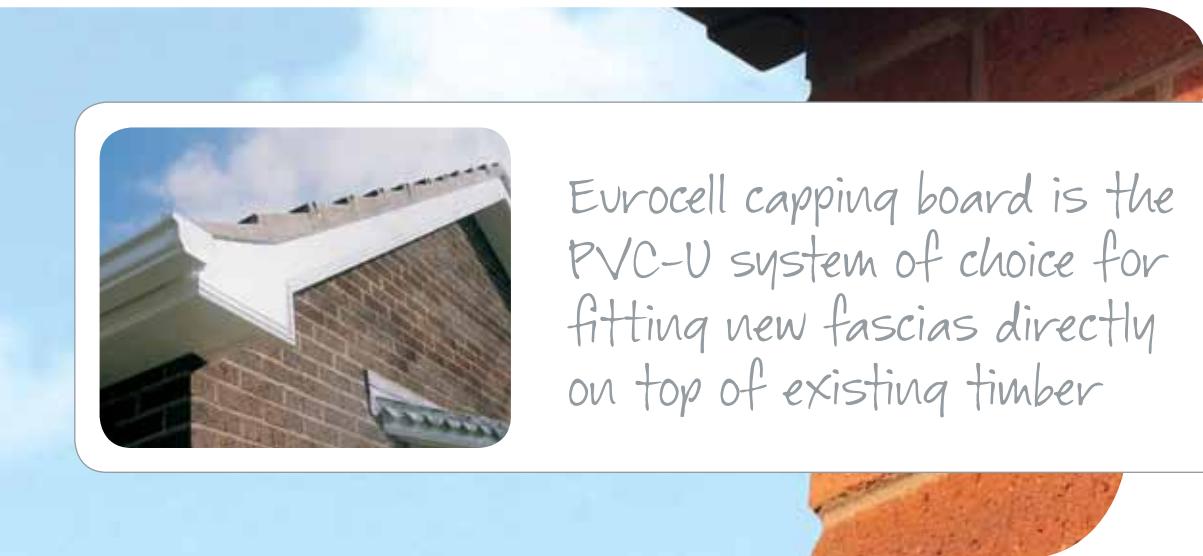 Eurocell capping board is the
PVC-U system of choice for
fitting new fascias directly
on top of existing timber